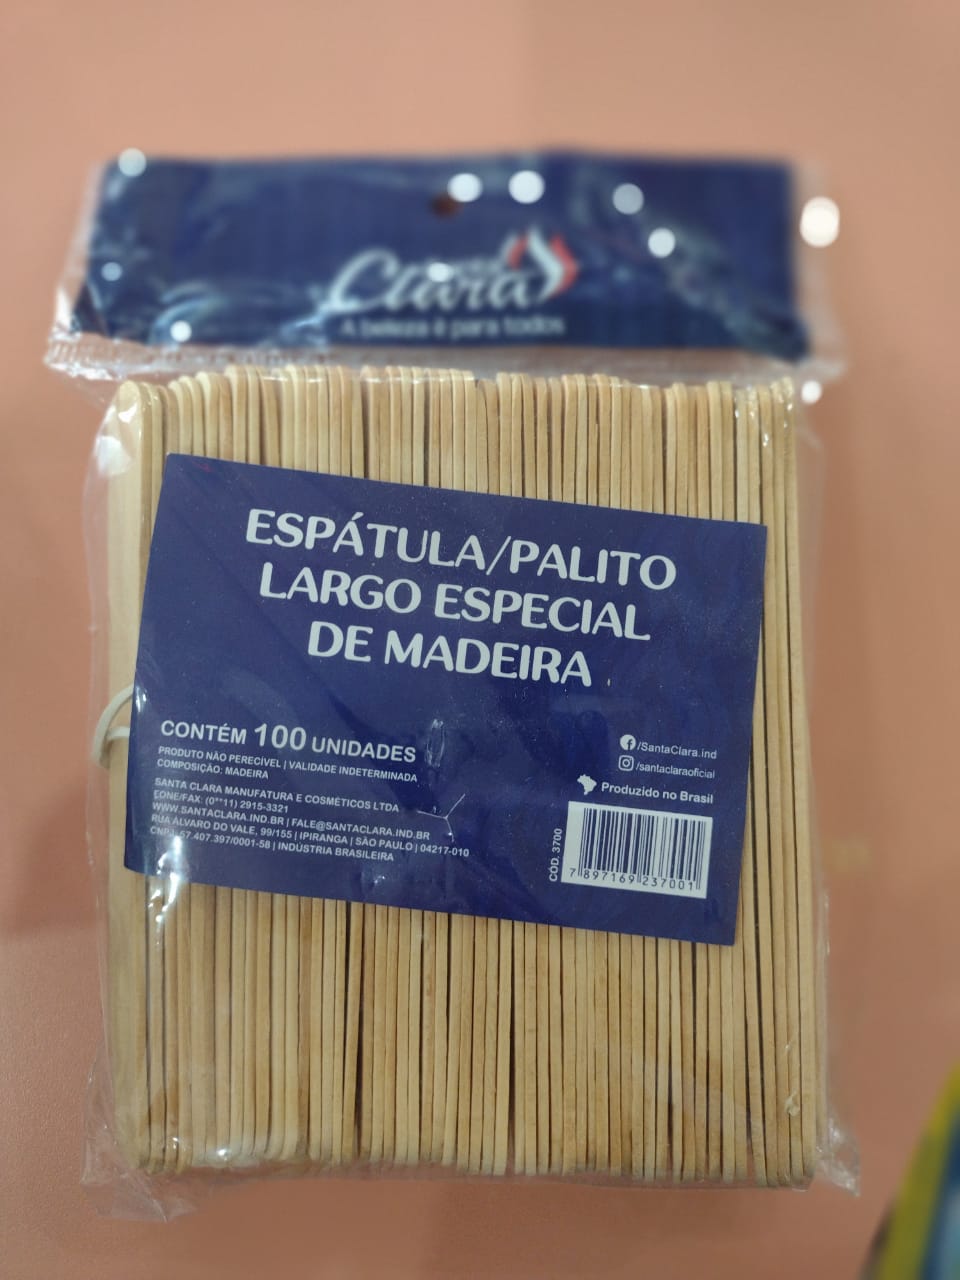 Santa
Clara
A beleza é para todos
ESPÁTULA/PALITO
LARGO ESPECIAL
DE MADEIRA
CONTÉM 100 UNIDADES
PRODUTO NÃO PERECÍVEL | VALIDADE INDETERMINADA
COMPOSIÇÃO: MADEIRA
SANTA CLARA MANUFATURA E COSMÉTICOS LTDA
FONE/FAX: (0**11) 2915-3321
WWW.SANTACLARA.IND.BR | FALE@SANTACLARA.IND.BR
RUA ÁLVARO DO VALE, 99/155 | IPIRANGA | SÃO PAULO | 04217-010
CNPJ: 57.407.397/0001-58 | INDÚSTRIA BRASILEIRA
/SantaClara.ind
/santaclaraoficial
Produzido no Brasil
CÓD. 3700
7 897169 237001